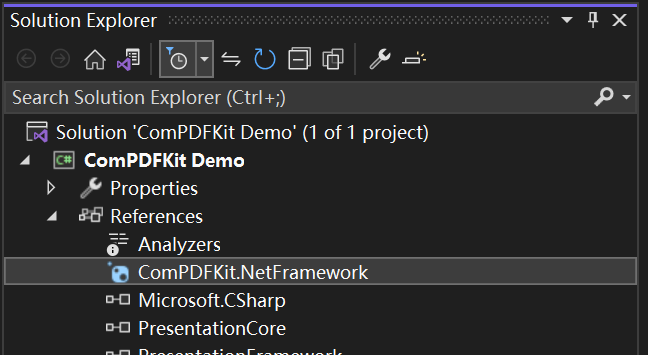 Solution Explorer
Search Solution Explorer (Ctrl+;)
Solution 'ComPDFKit Demo' (1 of 1 project)
C# ComPDFKit Demo
Properties
References
Analyzers
ComPDFKit.NetFramework
Microsoft.CSharp
PresentationCore
PresentationFramework